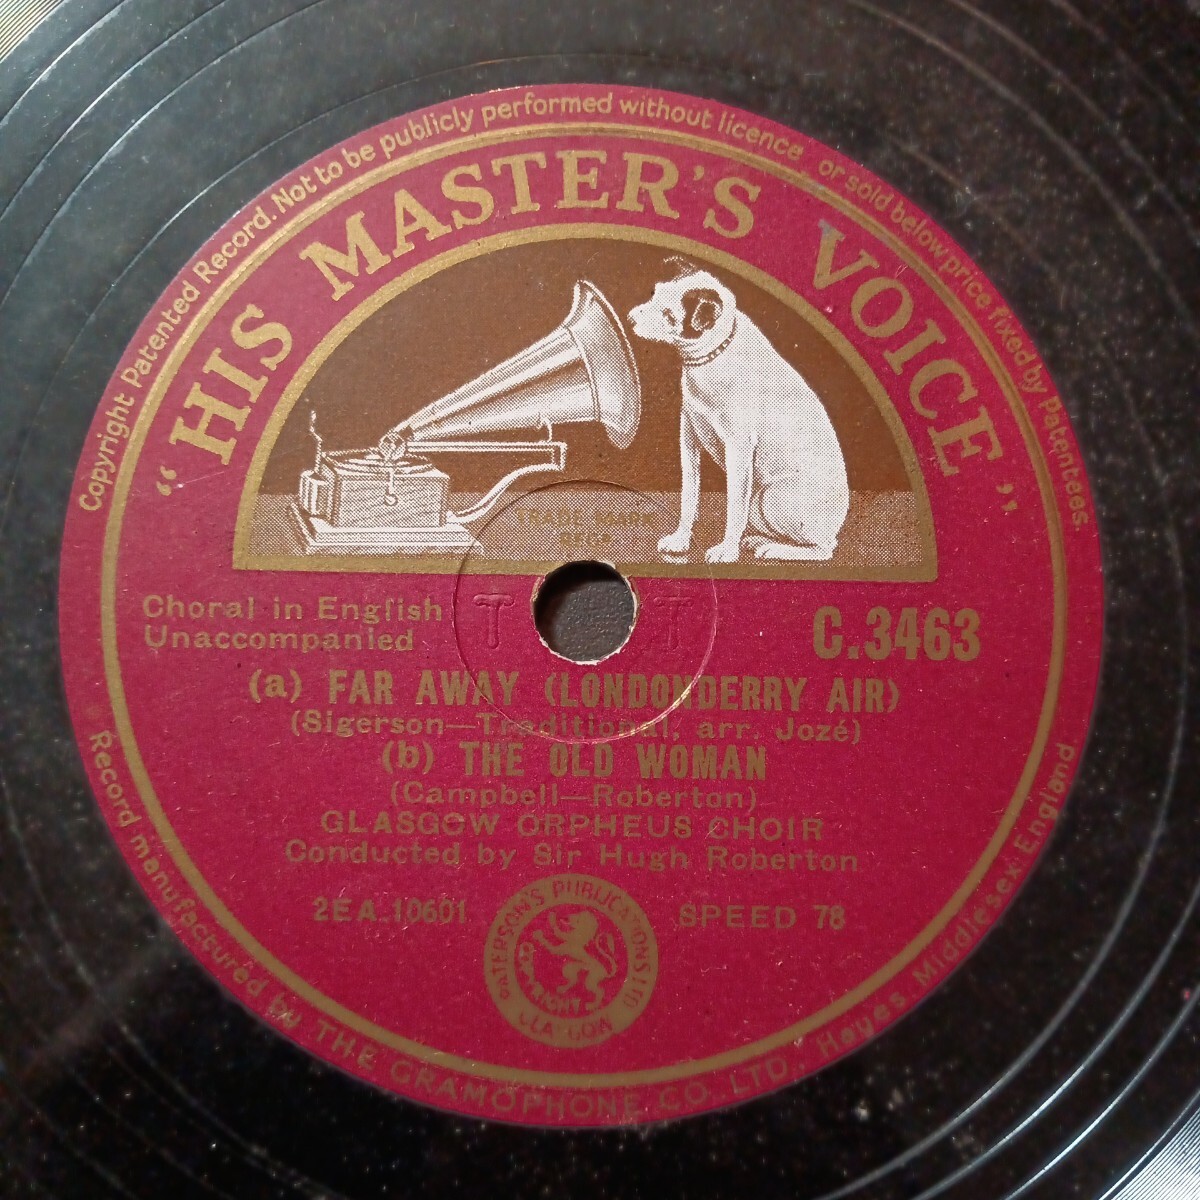 Copyright Patented Record. Not to be publicly performed without licence or sold below price fixed by Patentees.
"HIS MASTER'S VOICE"
TRADE MARK
REGD.
Choral in English
Unaccompanied
C.3463
T T
(a) FAR AWAY (LONDONDERRY AIR)
(Sigerson—Traditional, arr. Jozé)
(b) THE OLD WOMAN
(Campbell—Roberton)
GLASGOW ORPHEUS CHOIR
Conducted by Sir Hugh Roberton
2EA.10601.
SPEED 78
PATERSON'S PUBLICATIONS LTD
GLASGOW
Record manufactured by THE GRAMOPHONE CO. LTD., Hayes, Middlesex, England